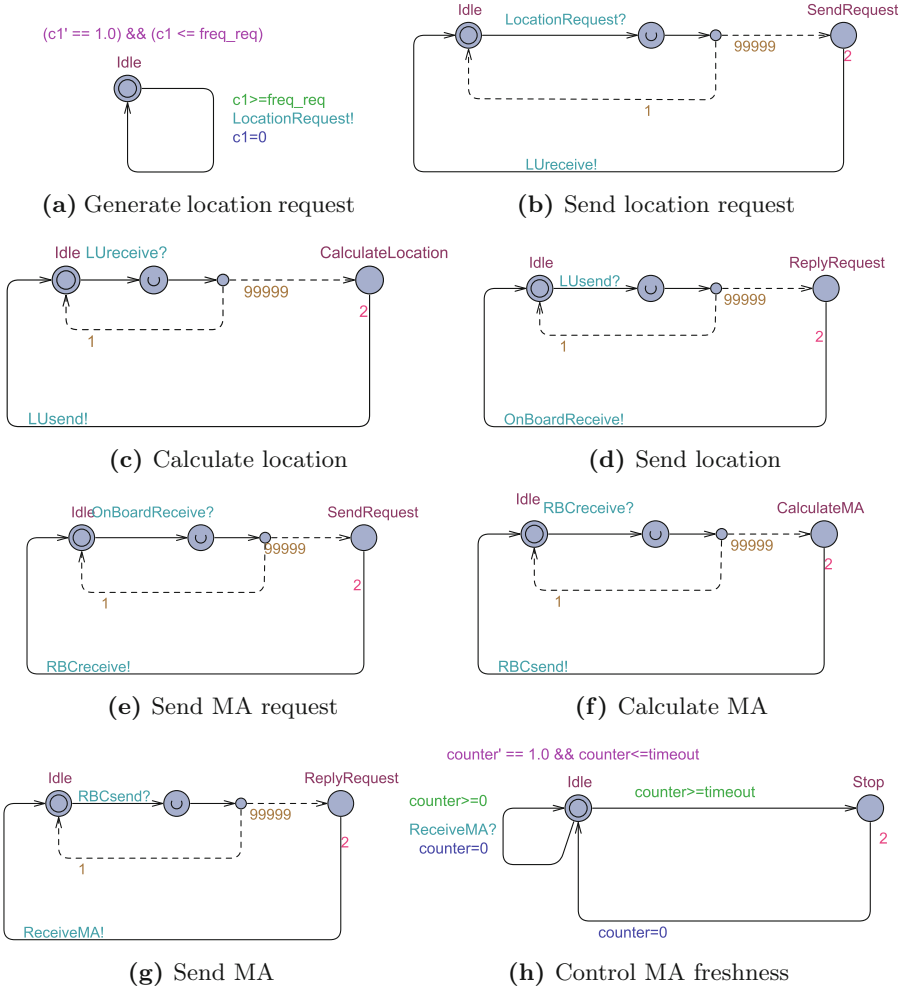 (c1' == 1.0) && (c1 <= freq_req)
Idle
c1>=freq_req
LocationRequest!
c1=0
(a) Generate location request
Idle
LocationRequest?
SendRequest
99999
2
1
LUreceive!
(b) Send location request
Idle
LUreceive?
CalculateLocation
99999
2
1
LUsend!
(c) Calculate location
Idle
LUsend?
ReplyRequest
99999
2
1
OnBoardReceive!
(d) Send location
Idle
OnBoardReceive?
SendRequest
99999
2
1
RBCreceive!
(e) Send MA request
Idle
RBCreceive?
CalculateMA
99999
2
1
RBCsend!
(f) Calculate MA
Idle
RBCsend?
ReplyRequest
99999
2
1
ReceiveMA!
(g) Send MA
counter' == 1.0 && counter<=timeout
Idle
Stop
counter>=0
counter>=timeout
ReceiveMA?
counter=0
2
counter=0
(h) Control MA freshness